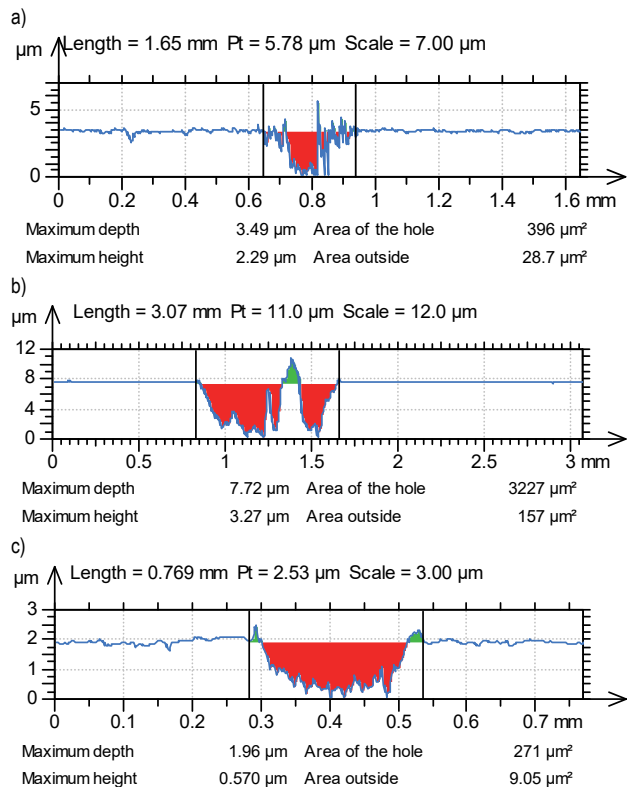 a)
µm Length = 1.65 mm Pt = 5.78 µm Scale = 7.00 µm
5
0
0 0.2 0.4 0.6 0.8 1 1.2 1.4 1.6 mm
Maximum depth 3.49 µm Area of the hole 396 µm²
Maximum height 2.29 µm Area outside 28.7 µm²
b)
µm Length = 3.07 mm Pt = 11.0 µm Scale = 12.0 µm
12
8
4
0
0 0.5 1 1.5 2 2.5 3 mm
Maximum depth 7.72 µm Area of the hole 3227 µm²
Maximum height 3.27 µm Area outside 157 µm²
c)
µm Length = 0.769 mm Pt = 2.53 µm Scale = 3.00 µm
3
2
1
0
0 0.1 0.2 0.3 0.4 0.5 0.6 0.7 mm
Maximum depth 1.96 µm Area of the hole 271 µm²
Maximum height 0.570 µm Area outside 9.05 µm²